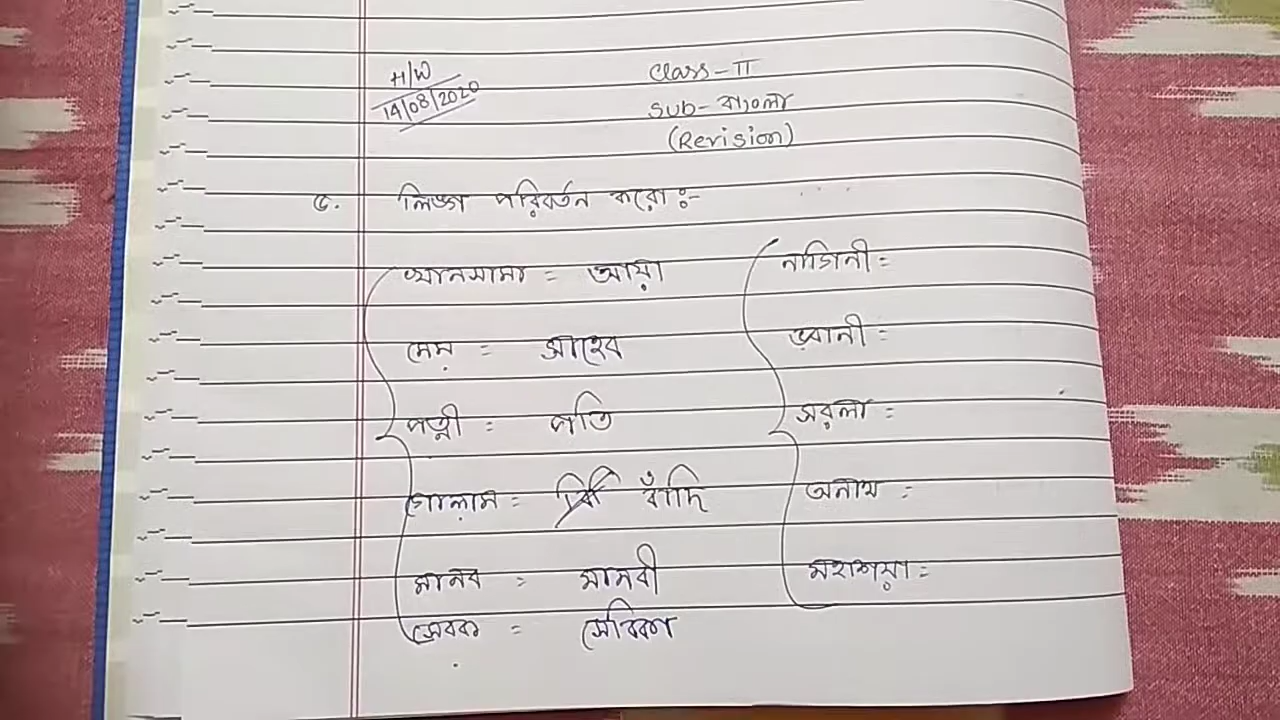 H/W
14/08/2020
Class-II
Sub- বাংলা
(Revision)
৫. লিঙ্গ পরিবর্তন করো :-
খানসামা = আয়া
মেম = সাহেব
পত্নী = পতি
গোলাম = বাঁদি
মানব = মানবী
সেবক = সেবিকা
নাগিনী =
ভবানী =
সরলা =
অনাথ =
মহাশয়া =